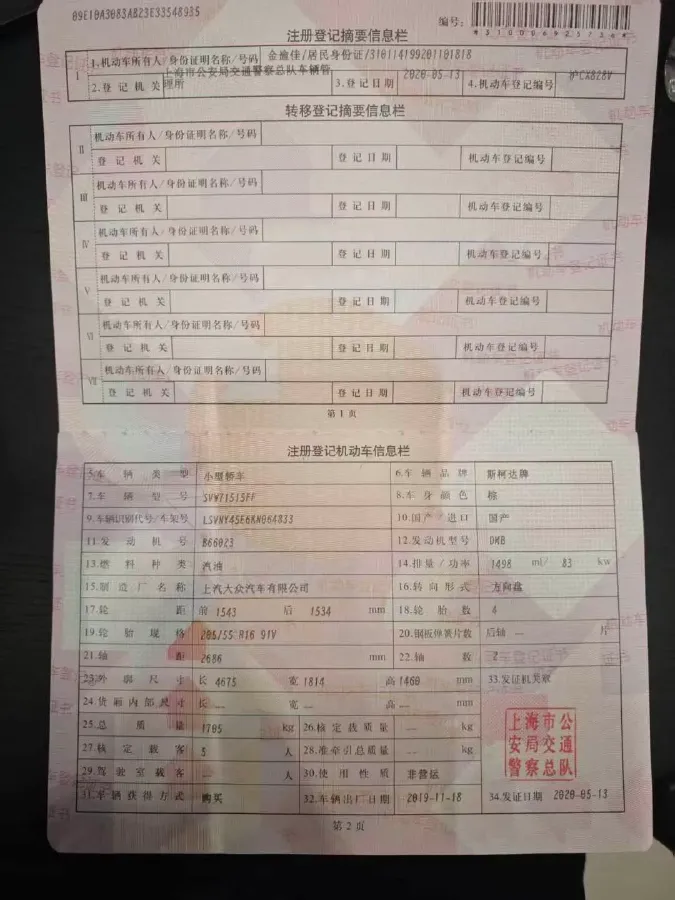 09E10A3083AB23E33548935
编号:
*310006925726*
注册登记摘要信息栏
I
1.机动车所有人/身份证明名称/号码 金渝佳/居民身份证/310114199201101818
2.登记机关 上海市公安局交通警察总队车辆管理所 3.登记日期 2020-05-13 4.机动车登记编号 沪CX828V
转移登记摘要信息栏
II 机动车所有人/身份证明名称/号码
登记机关 登记日期 机动车登记编号
III 机动车所有人/身份证明名称/号码
登记机关 登记日期 机动车登记编号
IV 机动车所有人/身份证明名称/号码
登记机关 登记日期 机动车登记编号
V 机动车所有人/身份证明名称/号码
登记机关 登记日期 机动车登记编号
VI 机动车所有人/身份证明名称/号码
登记机关 登记日期 机动车登记编号
VII 机动车所有人/身份证明名称/号码
登记机关 登记日期 机动车登记编号
第1页
注册登记机动车信息栏
5.车辆类型 小型轿车 6.车辆品牌 斯柯达牌
7.车辆型号 SVW71515FF 8.车身颜色 棕
9.车辆识别代号/车架号 LSVNY45E6KN064833 10.国产/进口 国产
11.发动机号 B66023 12.发动机型号 DMB
13.燃料种类 汽油 14.排量/功率 1498 ml/ 83 kw
15.制造厂名称 上汽大众汽车有限公司 16.转向形式 方向盘
17.轮距 前 1543 后 1534 mm 18.轮胎数 4
19.轮胎规格 205/55 R16 91V 20.钢板弹簧片数 后轴 -- 片
21.轴距 2686 mm 22.轴数 2
23.外廓尺寸 长 4675 宽 1814 高 1460 mm 33.发证机关章
24.货厢内部尺寸 长 -- 宽 -- 高 -- mm
25.总质量 1705 kg 26.核定载质量 -- kg
27.核定载客 5 人 28.准牵引总质量 -- kg
29.驾驶室载客 -- 人 30.使用性质 非营运
上海市公
安局交通
警察总队
31.车辆获得方式 购买 32.车辆出厂日期 2019-11-18 34.发证日期 2020-05-13
第2页